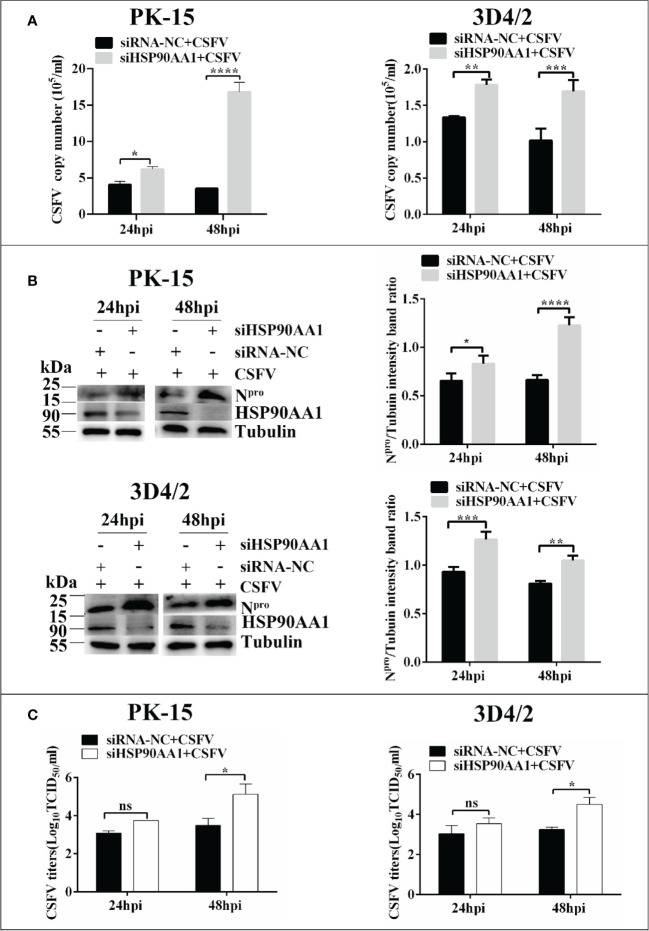 A
PK-15
siRNA-NC+CSFV
siHSP90AA1+CSFV
CSFV copy number (10⁵/ml)
20
15
10
5
0
*
****
24hpi
48hpi
3D4/2
siRNA-NC+CSFV
siHSP90AA1+CSFV
CSFV copy number(10⁵/ml)
2.0
1.5
1.0
0.5
0.0
**
***
24hpi
48hpi
B
PK-15
24hpi 48hpi
- + - + siHSP90AA1
+ - + - siRNA-NC
kDa + + + + CSFV
25
15
Nᵖʳᵒ
90
HSP90AA1
55
Tubulin
siRNA-NC+CSFV
siHSP90AA1+CSFV
Nᵖʳᵒ/Tubuin intensity band ratio
1.5
1.0
0.5
0.0
*
****
24hpi
48hpi
3D4/2
24hpi 48hpi
- + - + siHSP90AA1
+ - + - siRNA-NC
kDa + + + + CSFV
25
15
Nᵖʳᵒ
90
HSP90AA1
55
Tubulin
siRNA-NC+CSFV
siHSP90AA1+CSFV
Nᵖʳᵒ/Tubuin intensity band ratio
1.5
1.0
0.5
0.0
***
**
24hpi
48hpi
C
PK-15
siRNA-NC+CSFV
siHSP90AA1+CSFV
CSFV titers(Log₁₀TCID₅₀/ml)
6
4
2
0
ns
*
24hpi
48hpi
3D4/2
siRNA-NC+CSFV
siHSP90AA1+CSFV
CSFV titers(Log₁₀TCID₅₀/ml)
6
4
2
0
ns
*
24hpi
48hpi